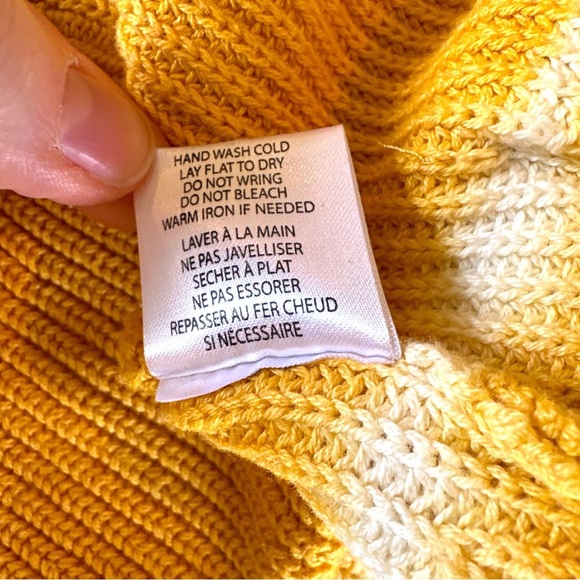 HAND WASH COLD
LAY FLAT TO DRY
DO NOT WRING
DO NOT BLEACH
WARM IRON IF NEEDED
LAVER À LA MAIN
NE PAS JAVELLISER
SECHER À PLAT
NE PAS ESSORER
REPASSER AU FER CHEUD
SI NÉCESSAIRE